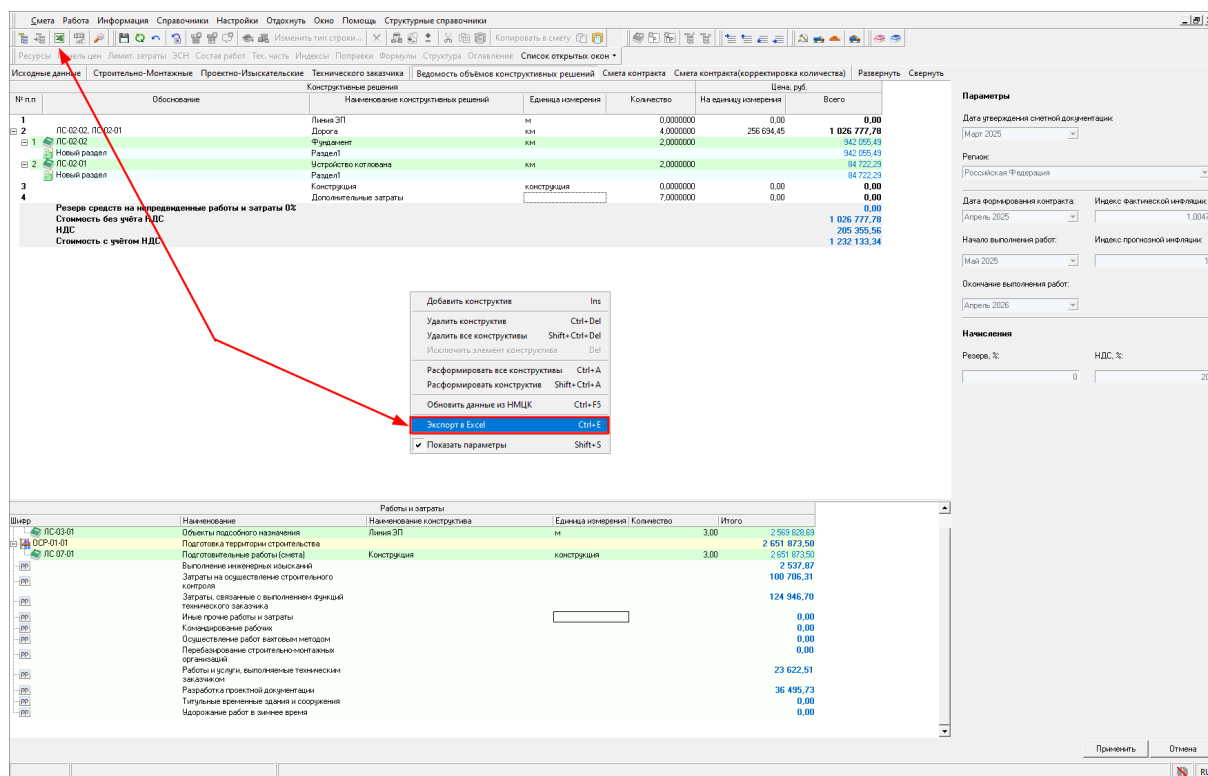 Смета Работа Информация Справочники Настройки Отдохнуть Окно Помощь Структурные справочники
Изменить тип строки... Копировать в смету
Ресурсы Лимит.затраты ЭСН Состав работ Тех. часть Индексы Поправки Формулы Структура Оглавление Список открытых окон
Исходные данные Строительно-Монтажные Проектно-Изыскательские Технического заказчика Ведомость объёмов конструктивных решений Смета контракта Смета контракта(корректировка количества) Развернуть Свернуть
Конструктивные решения Цена, руб.
№ п.п Обоснование Наименование конструктивных решений Единица измерения Количество На единицу измерения Всего
1 Линия ЭП м 0,0000000 0,00 0,00
2 ЛС-02-02, ЛС-02-01 Дорога км 4,0000000 256 694,45 1 026 777,78
1 ЛС-02-02 Фундамент км 2,0000000 942 055,49
Новый раздел Раздел1 942 055,49
2 ЛС-02-01 Устройство котлована км 2,0000000 84 722,29
Новый раздел Раздел1 84 722,29
3 Конструкция конструкция 0,0000000 0,00 0,00
4 Дополнительные затраты 7,0000000 0,00 0,00
Резерв средств на непредвиденные работы и затраты 0% 0,00
Стоимость без учёта НДС 1 026 777,78
НДС 205 355,56
Стоимость с учётом НДС 1 232 133,34
Добавить конструктив Ins
Удалить конструктив Ctrl+Del
Удалить все конструктивы Shift+Ctrl+Del
Исключить элемент конструктива Del
Расформировать все конструктивы Ctrl+A
Расформировать конструктив Shift+Ctrl+A
Обновить данные из НМЦК Ctrl+F5
Экспорт в Excel Ctrl+E
Показать параметры Shift+S
Параметры
Дата утверждения сметной документации:
Март 2025
Регион:
Российская Федерация
Дата формирования контракта: Индекс фактической инфляции:
Апрель 2025 1,0047
Начало выполнения работ: Индекс прогнозной инфляции:
Май 2025 1
Окончание выполнения работ:
Апрель 2026
Начисления
Резерв, %: НДС, %:
0 20
Работы и затраты
Шифр Наименование Наименование конструктива Единица измерения Количество Итого
ЛС-03-01 Объекты подсобного назначения Линия ЭП м 3,00 2 569 828,69
ОСР-01-01 Подготовка территории строительства 2 651 873,50
ЛС 07-01 Подготовительные работы (смета) Конструкция конструкция 3,00 2 651 873,50
РР Выполнение инженерных изысканий 2 537,87
РР Затраты на осуществление строительного 100 706,31
контроля
РР Затраты, связанные с выполнением функций 124 946,70
технического заказчика
РР Иные прочие работы и затраты 0,00
РР Командирование рабочих 0,00
РР Осуществление работ вахтовым методом 0,00
РР Перебазирование строительно-монтажных 0,00
организаций
РР Работы и услуги, выполняемые техническим 23 622,51
заказчиком
РР Разработка проектной документации 36 495,73
РР Титульные временные здания и сооружения 0,00
РР Удорожание работ в зимнее время 0,00
Применить Отмена